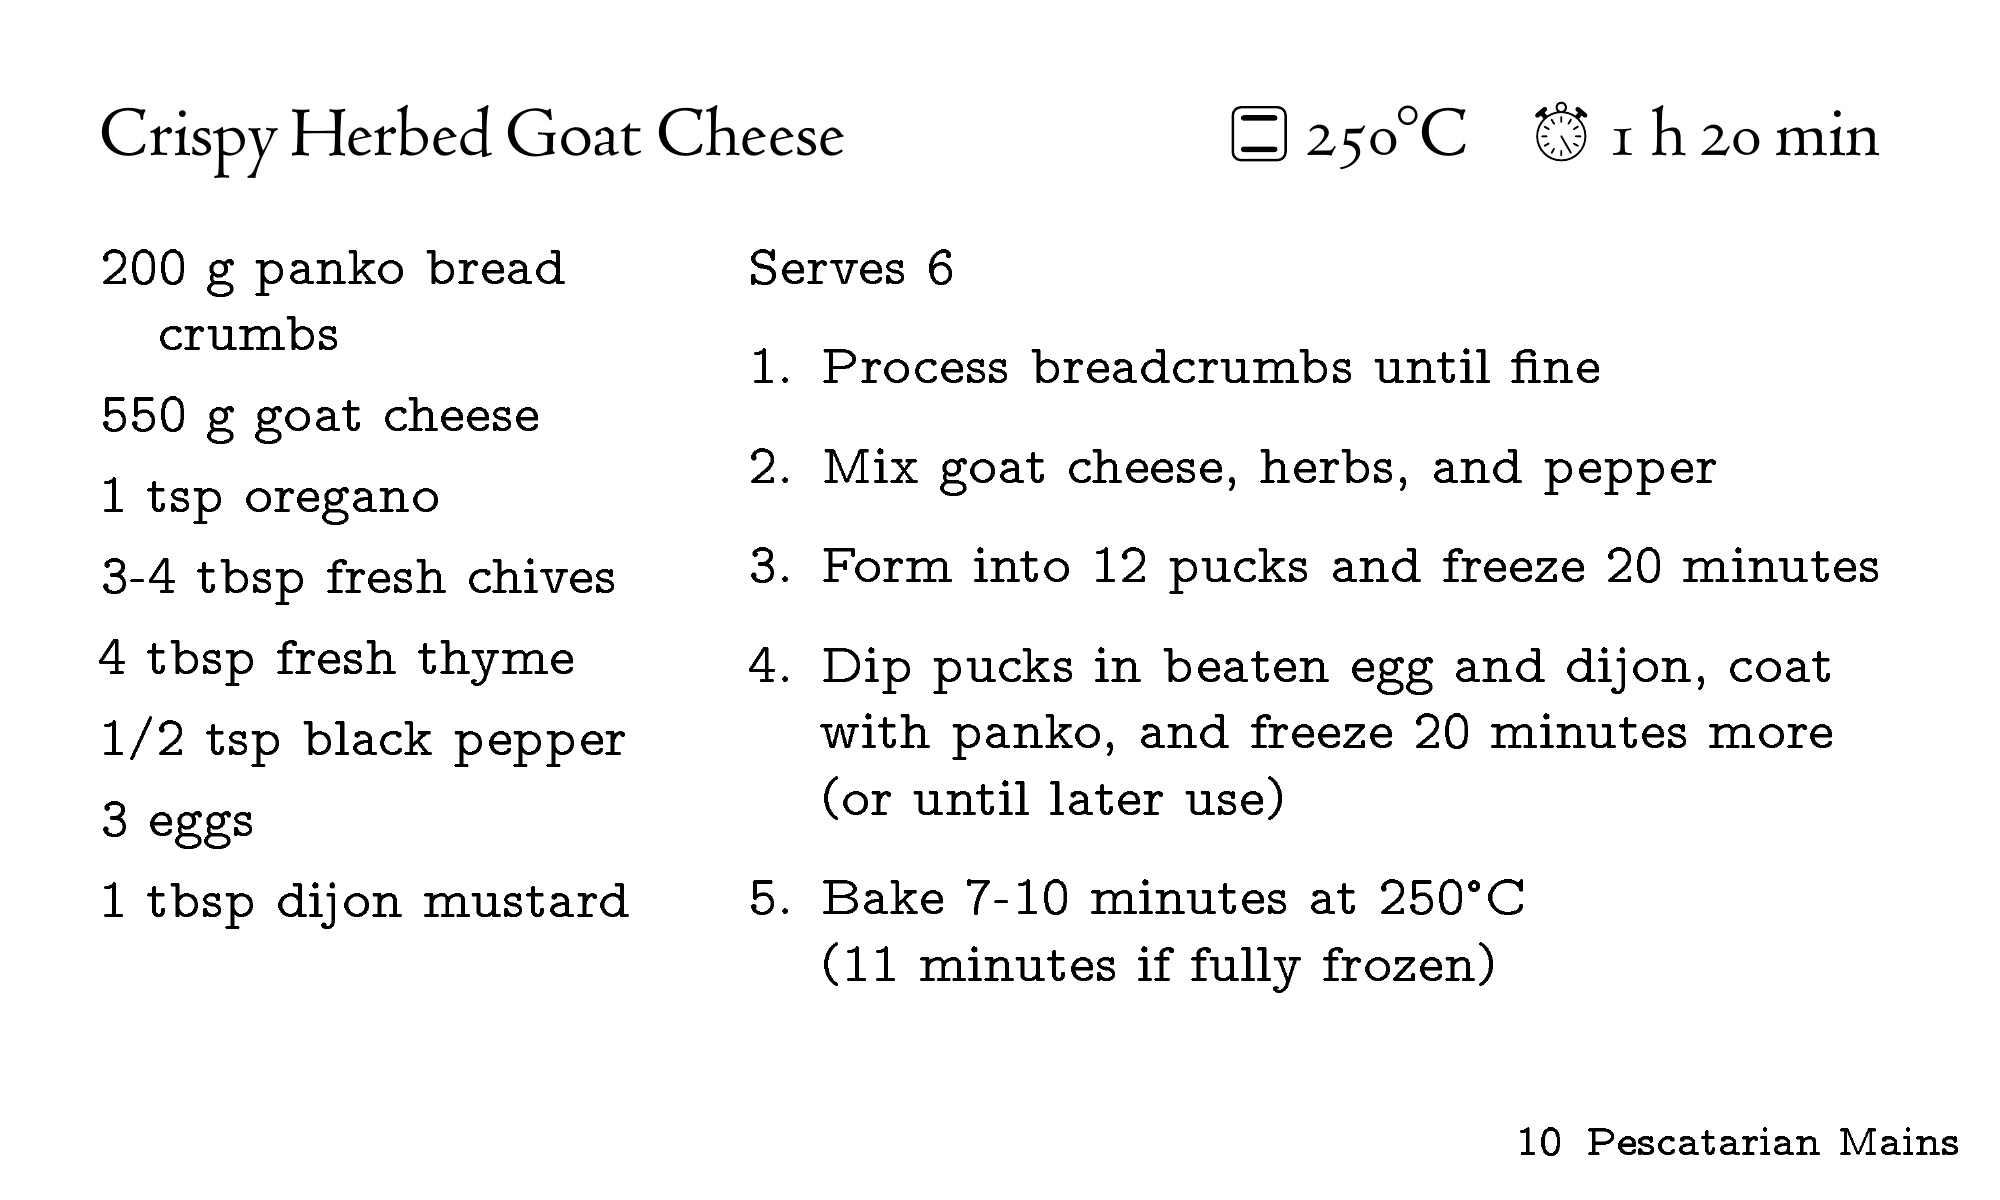 Crispy Herbed Goat Cheese 250°C 1 h 20 min
200 g panko bread
crumbs
550 g goat cheese
1 tsp oregano
3-4 tbsp fresh chives
4 tbsp fresh thyme
1/2 tsp black pepper
3 eggs
1 tbsp dijon mustard
Serves 6
1. Process breadcrumbs until fine
2. Mix goat cheese, herbs, and pepper
3. Form into 12 pucks and freeze 20 minutes
4. Dip pucks in beaten egg and dijon, coat
with panko, and freeze 20 minutes more
(or until later use)
5. Bake 7-10 minutes at 250°C
(11 minutes if fully frozen)
10 Pescatarian Mains